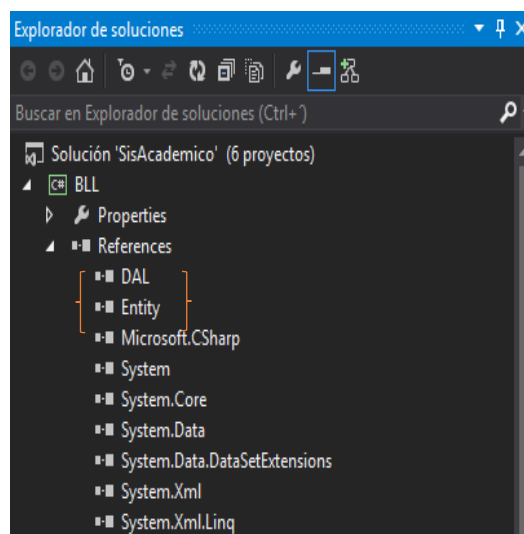 Explorador de soluciones
Buscar en Explorador de soluciones (Ctrl+´)
Solución 'SisAcademico' (6 proyectos)
C# BLL
Properties
References
DAL
Entity
Microsoft.CSharp
System
System.Core
System.Data
System.Data.DataSetExtensions
System.Xml
System.Xml.Linq